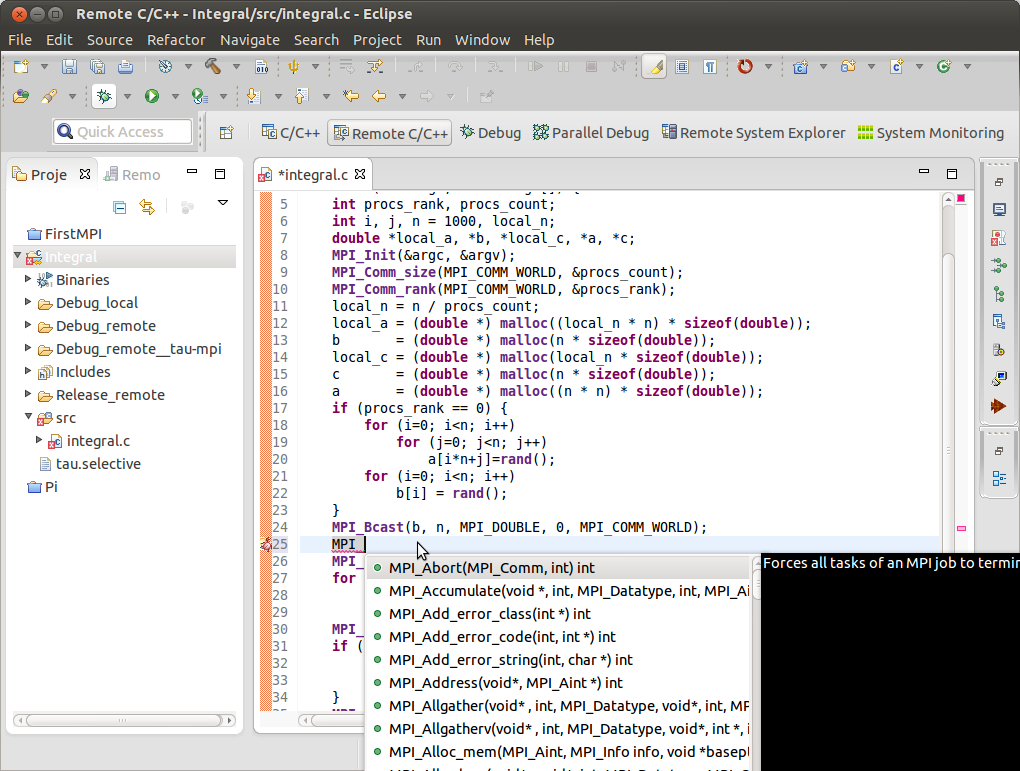 Remote C/C++ - Integral/src/integral.c - Eclipse
File Edit Source Refactor Navigate Search Project Run Window Help
Quick Access
C/C++ Remote C/C++ Debug Parallel Debug Remote System Explorer System Monitoring
Proje Remo
FirstMPI
Integral
Binaries
Debug_local
Debug_remote
Debug_remote__tau-mpi
Includes
Release_remote
src
integral.c
tau.selective
Pi
*integral.c
5 int procs_rank, procs_count;
6 int i, j, n = 1000, local_n;
7 double *local_a, *b, *local_c, *a, *c;
8 MPI_Init(&argc, &argv);
9 MPI_Comm_size(MPI_COMM_WORLD, &procs_count);
10 MPI_Comm_rank(MPI_COMM_WORLD, &procs_rank);
11 local_n = n / procs_count;
12 local_a = (double *) malloc((local_n * n) * sizeof(double));
13 b       = (double *) malloc(n * sizeof(double));
14 local_c = (double *) malloc(local_n * sizeof(double));
15 c       = (double *) malloc(n * sizeof(double));
16 a       = (double *) malloc((n * n) * sizeof(double));
17 if (procs_rank == 0) {
18     for (i=0; i<n; i++)
19         for (j=0; j<n; j++)
20             a[i*n+j]=rand();
21     for (i=0; i<n; i++)
22         b[i] = rand();
23 }
24 MPI_Bcast(b, n, MPI_DOUBLE, 0, MPI_COMM_WORLD);
25 MPI_
26 MPI_
27 for
28
29
30 MPI_
31 if (
32
33
34 }
MPI_Abort(MPI_Comm, int) int
MPI_Accumulate(void *, int, MPI_Datatype, int, MPI_Ai
MPI_Add_error_class(int *) int
MPI_Add_error_code(int, int *) int
MPI_Add_error_string(int, char *) int
MPI_Address(void*, MPI_Aint *) int
MPI_Allgather(void* , int, MPI_Datatype, void*, int, MP
MPI_Allgatherv(void* , int, MPI_Datatype, void*, int *, i
MPI_Alloc_mem(MPI_Aint, MPI_Info info, void *basept
Forces all tasks of an MPI job to termin